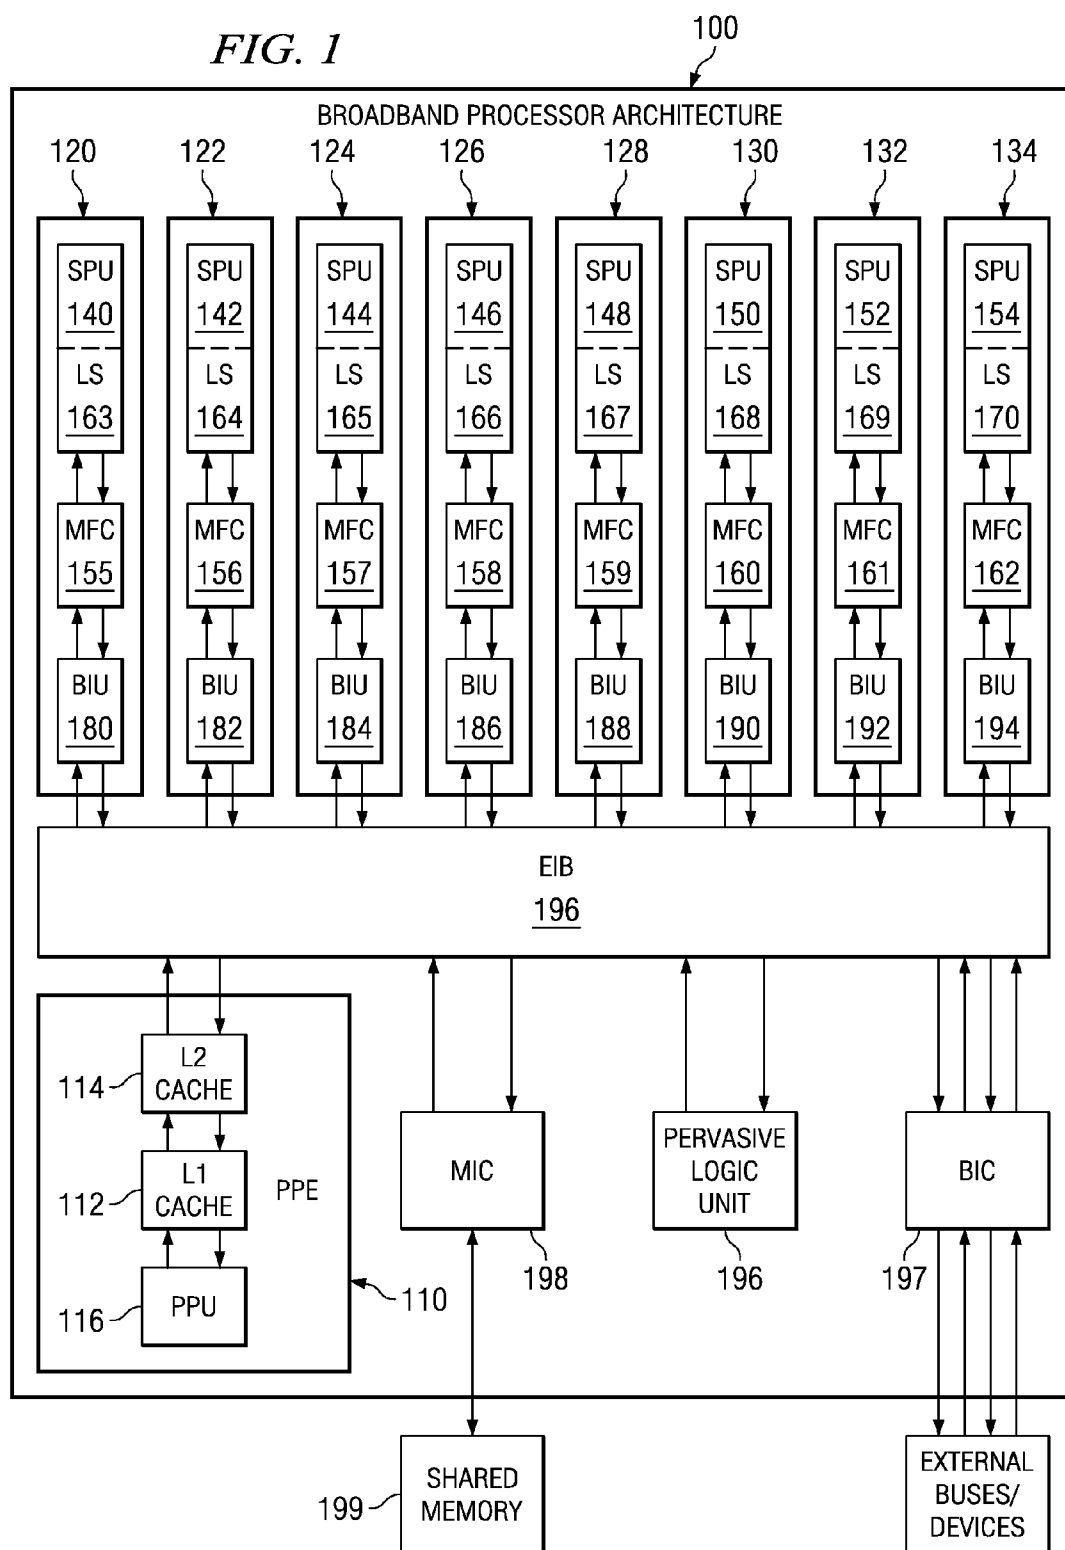 FIG. 1
100
BROADBAND PROCESSOR ARCHITECTURE
120 122 124 126 128 130 132 134
SPU SPU SPU SPU SPU SPU SPU SPU
140 142 144 146 148 150 152 154
LS LS LS LS LS LS LS LS
163 164 165 166 167 168 169 170
MFC MFC MFC MFC MFC MFC MFC MFC
155 156 157 158 159 160 161 162
BIU BIU BIU BIU BIU BIU BIU BIU
180 182 184 186 188 190 192 194
EIB
196
L2
CACHE
114
L1
CACHE
112
PPE
PPU
116
110
MIC
198
PERVASIVE
LOGIC
UNIT
196
BIC
197
SHARED
MEMORY
199
EXTERNAL
BUSES/
DEVICES